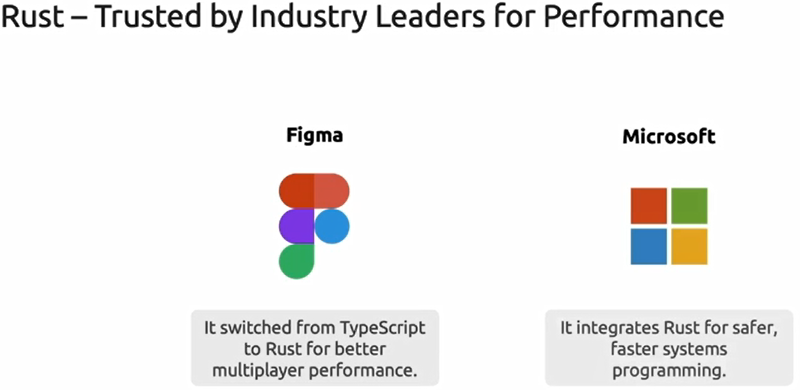 Rust – Trusted by Industry Leaders for Performance
Figma
Microsoft
It switched from TypeScript
to Rust for better
multiplayer performance.
It integrates Rust for safer,
faster systems
programming.